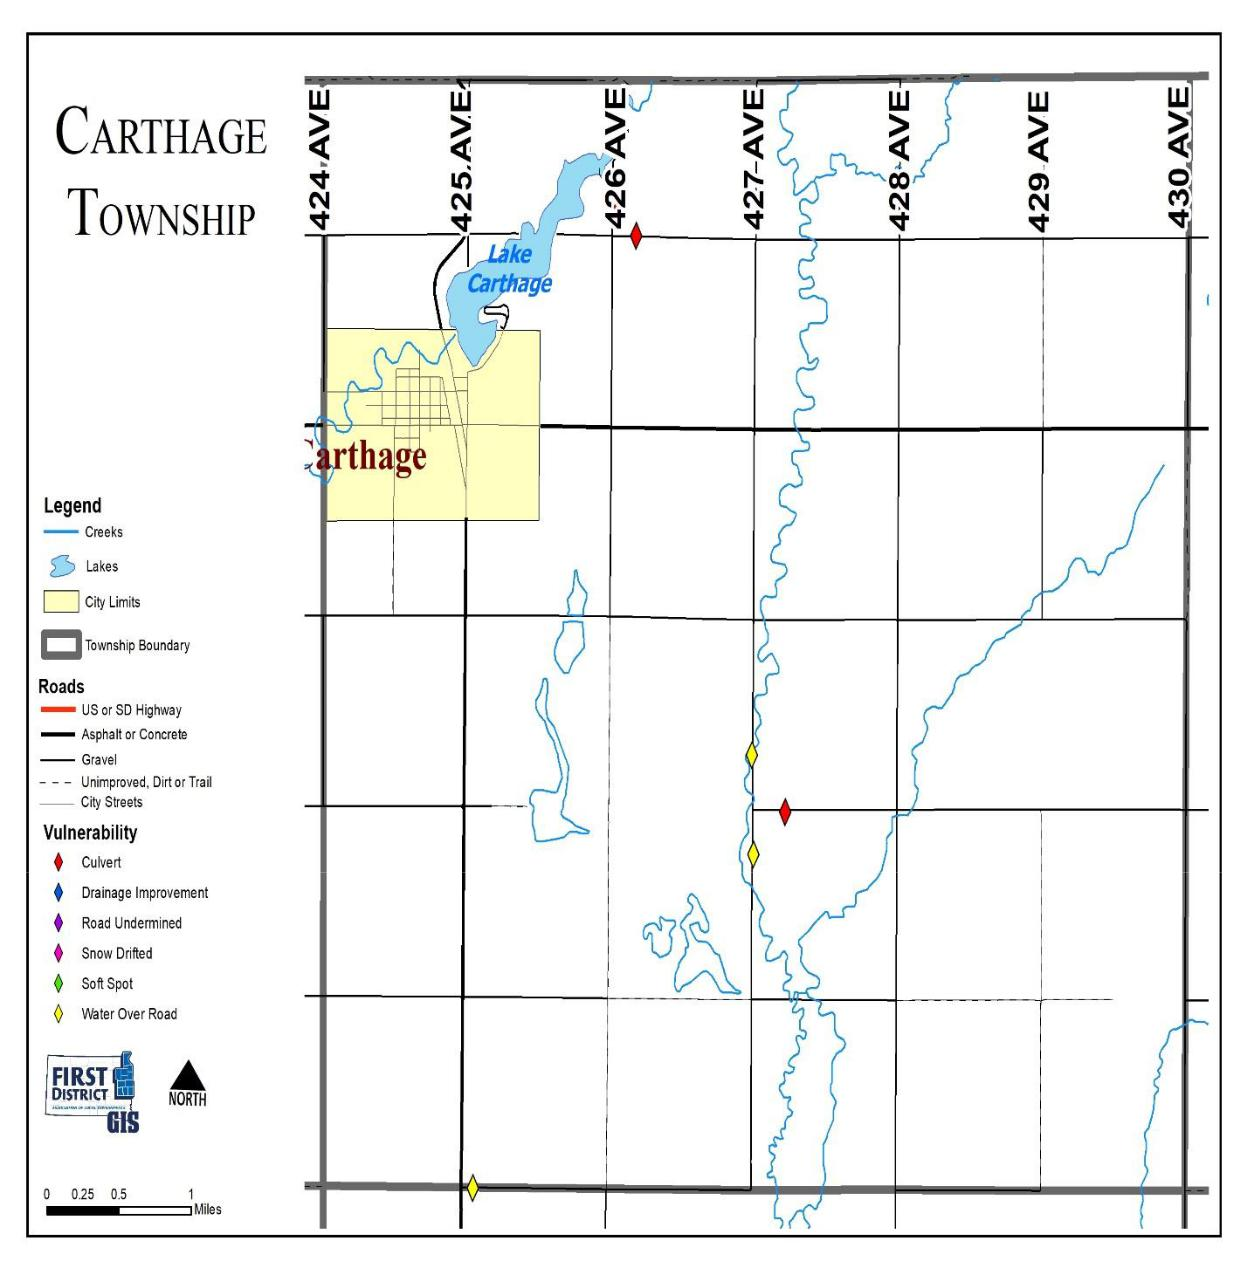 CARTHAGE
TOWNSHIP
424 AVE
425 AVE
426 AVE
427 AVE
428 AVE
429 AVE
430 AVE
Lake
Carthage
Carthage
Legend
Creeks
Lakes
City Limits
Township Boundary
Roads
US or SD Highway
Asphalt or Concrete
Gravel
Unimproved, Dirt or Trail
City Streets
Vulnerability
Culvert
Drainage Improvement
Road Undermined
Snow Drifted
Soft Spot
Water Over Road
FIRST
DISTRICT
GIS
NORTH
0 0.25 0.5 1
Miles